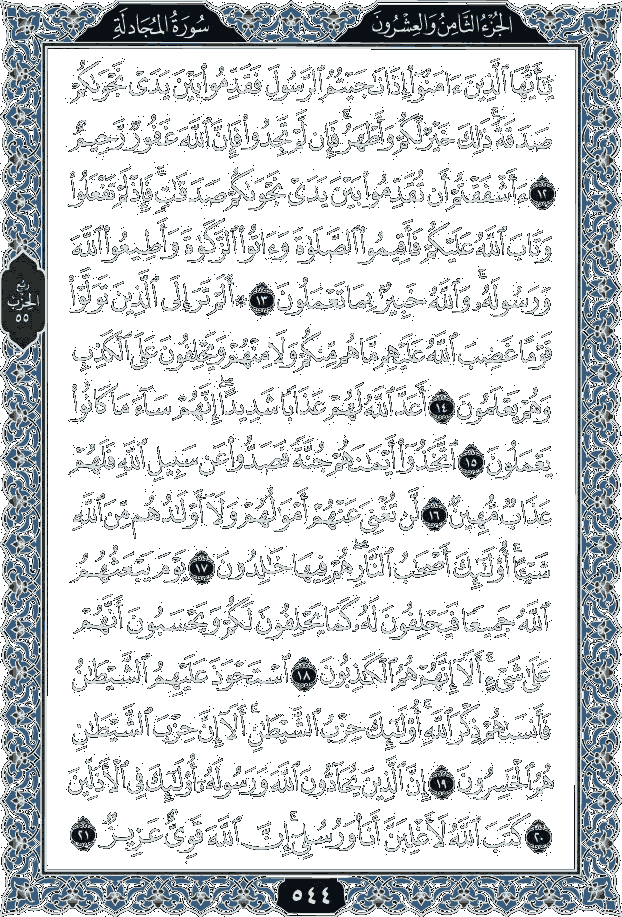 الجُزءُ الثَّامِنُ وَالعِشْرُونَ
سُورَةُ المُجَادلَةِ
يَٰٓأَيُّهَا ٱلَّذِينَ ءَامَنُوٓا۟ إِذَا نَٰجَيْتُمُ ٱلرَّسُولَ فَقَدِّمُوا۟ بَيْنَ يَدَىْ نَجْوَىٰكُمْ
صَدَقَةً ۚ ذَٰلِكَ خَيْرٌ لَّكُمْ وَأَطْهَرُ ۚ فَإِن لَّمْ تَجِدُوا۟ فَإِنَّ ٱللَّهَ غَفُورٌ رَّحِيمٌ
١٢ ءَأَشْفَقْتُمْ أَن تُقَدِّمُوا۟ بَيْنَ يَدَىْ نَجْوَىٰكُمْ صَدَقَٰتٍ ۚ فَإِذْ لَمْ تَفْعَلُوا۟
وَتَابَ ٱللَّهُ عَلَيْكُمْ فَأَقِيمُوا۟ ٱلصَّلَوٰةَ وَءَاتُوا۟ ٱلزَّكَوٰةَ وَأَطِيعُوا۟ ٱللَّهَ
وَرَسُولَهُۥ ۚ وَٱللَّهُ خَبِيرٌۢ بِمَا تَعْمَلُونَ ١٣ أَلَمْ تَرَ إِلَى ٱلَّذِينَ تَوَلَّوْا۟
قَوْمًا غَضِبَ ٱللَّهُ عَلَيْهِم مَّا هُم مِّنكُمْ وَلَا مِنْهُمْ وَيَحْلِفُونَ عَلَى ٱلْكَذِبِ
وَهُمْ يَعْلَمُونَ ١٤ أَعَدَّ ٱللَّهُ لَهُمْ عَذَابًا شَدِيدًا ۖ إِنَّهُمْ سَآءَ مَا كَانُوا۟
يَعْمَلُونَ ١٥ ٱتَّخَذُوٓا۟ أَيْمَٰنَهُمْ جُنَّةً فَصَدُّوا۟ عَن سَبِيلِ ٱللَّهِ فَلَهُمْ
عَذَابٌ مُّهِينٌ ١٦ لَّن تُغْنِىَ عَنْهُمْ أَمْوَٰلُهُمْ وَلَآ أَوْلَٰدُهُم مِّنَ ٱللَّهِ
شَيْـًٔا ۚ أُو۟لَٰٓئِكَ أَصْحَٰبُ ٱلنَّارِ ۖ هُمْ فِيهَا خَٰلِدُونَ ١٧ يَوْمَ يَبْعَثُهُمُ
ٱللَّهُ جَمِيعًا فَيَحْلِفُونَ لَهُۥ كَمَا يَحْلِفُونَ لَكُمْ ۖ وَيَحْسَبُونَ أَنَّهُمْ
عَلَىٰ شَىْءٍ ۚ أَلَآ إِنَّهُمْ هُمُ ٱلْكَٰذِبُونَ ١٨ ٱسْتَحْوَذَ عَلَيْهِمُ ٱلشَّيْطَٰنُ
فَأَنسَىٰهُمْ ذِكْرَ ٱللَّهِ ۚ أُو۟لَٰٓئِكَ حِزْبُ ٱلشَّيْطَٰنِ ۚ أَلَآ إِنَّ حِزْبَ ٱلشَّيْطَٰنِ
هُمُ ٱلْخَٰسِرُونَ ١٩ إِنَّ ٱلَّذِينَ يُحَآدُّونَ ٱللَّهَ وَرَسُولَهُۥٓ أُو۟لَٰٓئِكَ فِى ٱلْأَذَلِّينَ
٢٠ كَتَبَ ٱللَّهُ لَأَغْلِبَنَّ أَنَا۠ وَرُسُلِىٓ ۚ إِنَّ ٱللَّهَ قَوِىٌّ عَزِيزٌ ٢١
ربع
الحزب
٥٥
٥٤٤